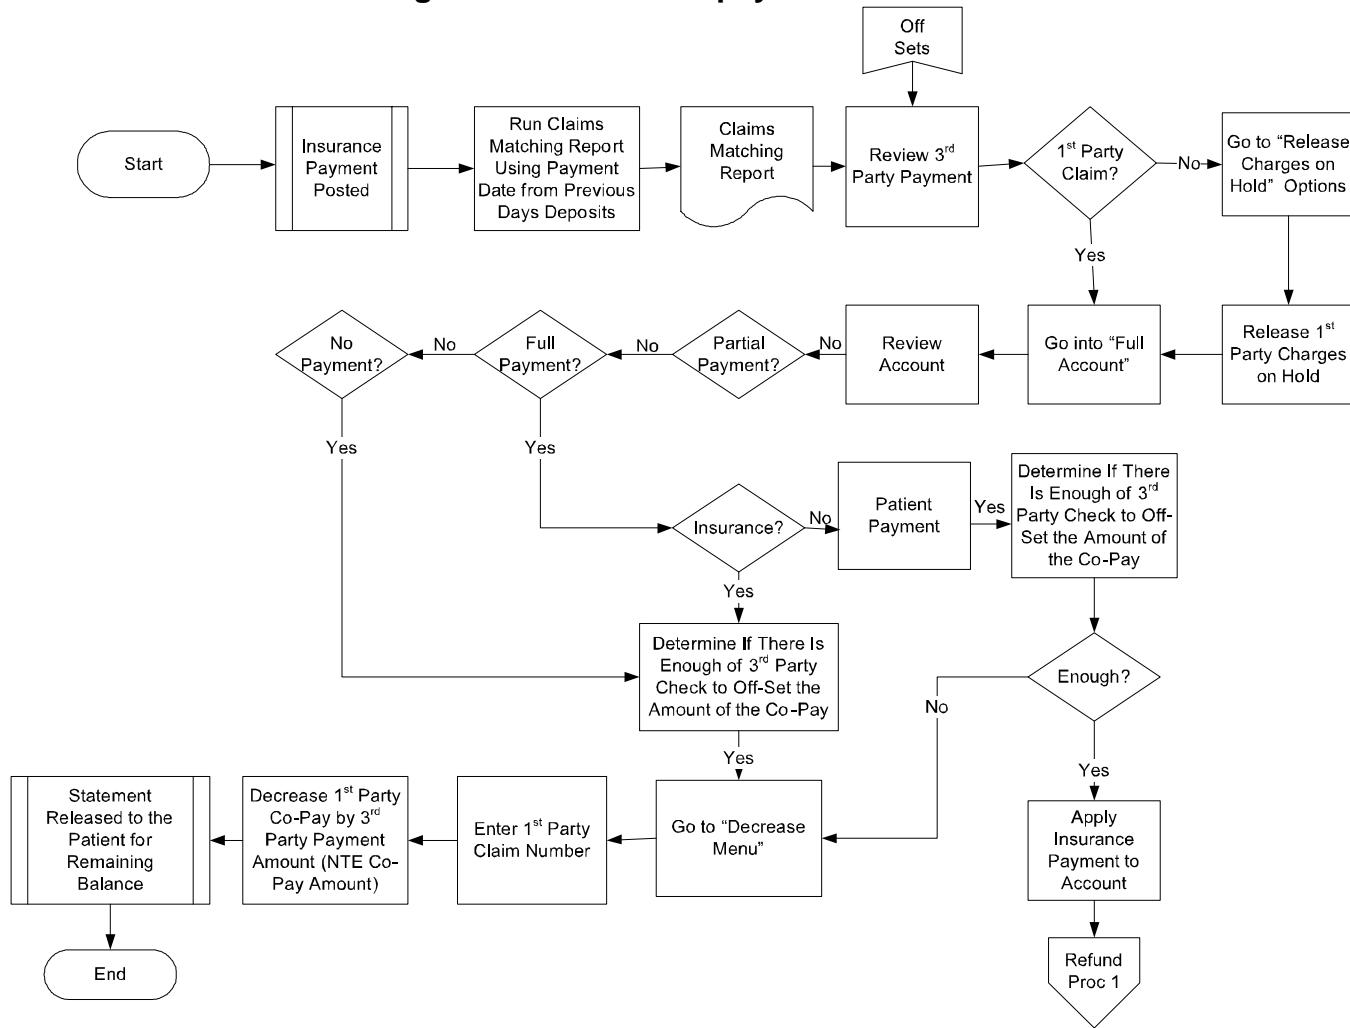 Off
Sets
Start
Insurance
Payment
Posted
Run Claims
Matching Report
Using Payment
Date from Previous
Days Deposits
Claims
Matching
Report
Review 3rd
Party Payment
1st Party
Claim?
No
Go to “Release
Charges on
Hold” Options
Yes
No
Payment?
No
Full
Payment?
No
Partial
Payment?
No
Review
Account
Go into “Full
Account”
Release 1st
Party Charges
on Hold
Yes
Yes
Insurance?
No
Patient
Payment
Yes
Determine If There
Is Enough of 3rd
Party Check to Off-
Set the Amount of
the Co-Pay
Yes
Determine If There Is
Enough of 3rd Party
Check to Off-Set the
Amount of the Co-Pay
Enough?
No
Yes
Yes
Statement
Released to the
Patient for
Remaining
Balance
Decrease 1st Party
Co-Pay by 3rd
Party Payment
Amount (NTE Co-
Pay Amount)
Enter 1st Party
Claim Number
Go to “Decrease
Menu”
Apply
Insurance
Payment to
Account
End
Refund
Proc 1